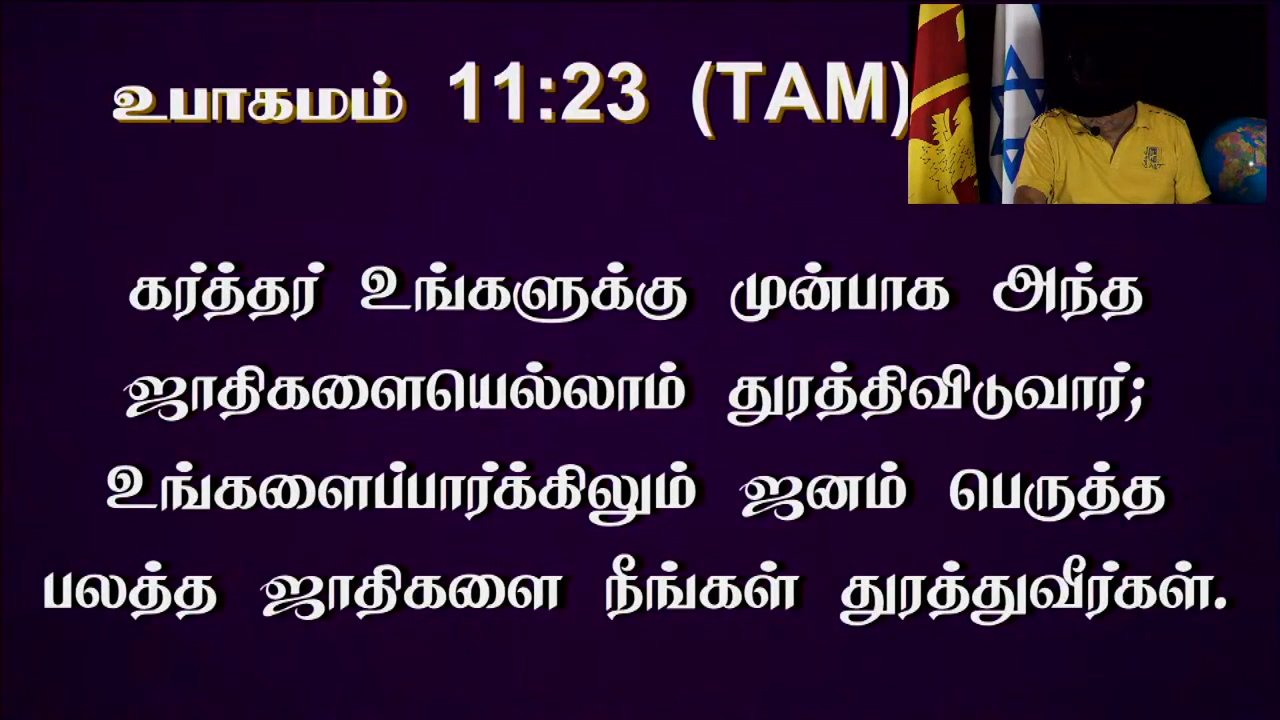 உபாகமம் 11:23 (TAM)
கர்த்தர் உங்களுக்கு முன்பாக அந்த
ஜாதிகளையெல்லாம் துரத்திவிடுவார்;
உங்களைப்பார்க்கிலும் ஜனம் பெருத்த
பலத்த ஜாதிகளை நீங்கள் துரத்துவீர்கள்.